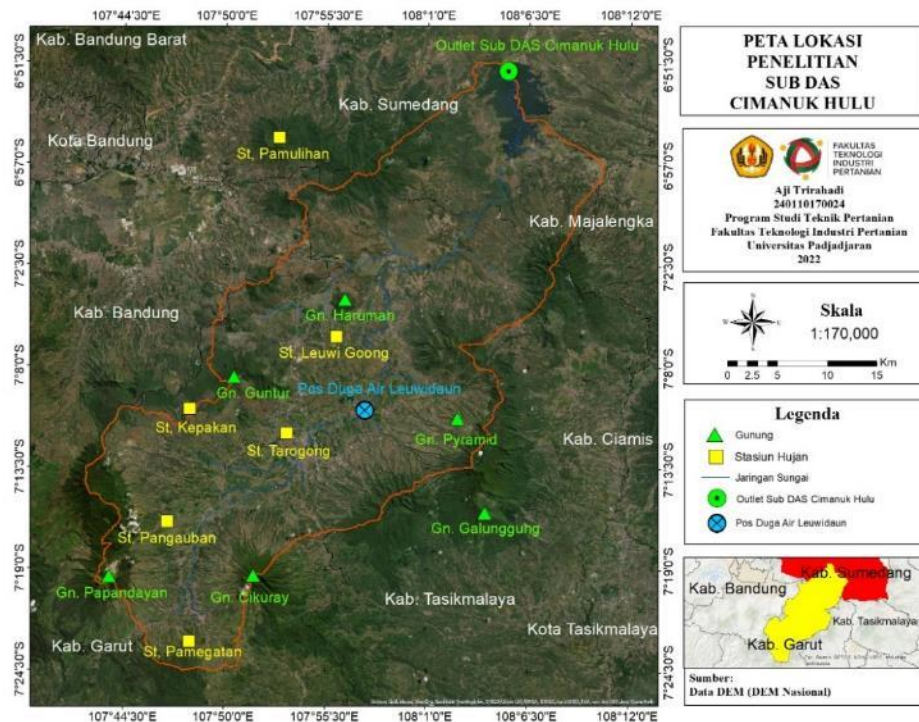 107°44'30"E 107°50'0"E 107°55'30"E 108°1'0"E 108°6'30"E 108°12'0"E
6°51'30"S
6°57'0"S
7°2'30"S
7°8'0"S
7°13'30"S
7°19'0"S
7°24'30"S
Kab. Bandung Barat
Outlet Sub DAS Cimanuk Hulu
Kab. Sumedang
Kota Bandung
St. Pamulihan
Kab. Majalengka
Kab. Bandung
Gn. Haruman
St. Leuwi Goong
Gn. Guntur
Pos Duga Air Leuwidaun
St, Kepakan
St. Tarogong
Gn. Pyramid
Kab. Ciamis
St. Pangauban
Gn. Galunggung
Gn. Papandayan
Gn. Cikuray
Kab. Tasikmalaya
Kota Tasikmalaya
Kab. Garut
St. Pamegatan
6°51'30"S
6°57'0"S
7°2'30"S
7°8'0"S
7°13'30"S
7°19'0"S
7°24'30"S
107°44'30"E 107°50'0"E 107°55'30"E 108°1'0"E 108°6'30"E 108°12'0"E
PETA LOKASI
PENELITIAN
SUB DAS
CIMANUK HULU
FAKULTAS
TEKNOLOGI
INDUSTRI
PERTANIAN
Aji Trirahadi
240110170024
Program Studi Teknik Pertanian
Fakultas Teknologi Industri Pertanian
Universitas Padjadjaran
2022
N
W E
S
Skala
1:170,000
0 2.5 5 10 15 Km
Legenda
Gunung
Stasiun Hujan
Jaringan Sungai
Outlet Sub DAS Cimanuk Hulu
Pos Duga Air Leuwidaun
Kab. Sumedang
Kab. Bandung
Kab. Tasikmalaya
Kab. Garut
Sumber:
Data DEM (DEM Nasional)